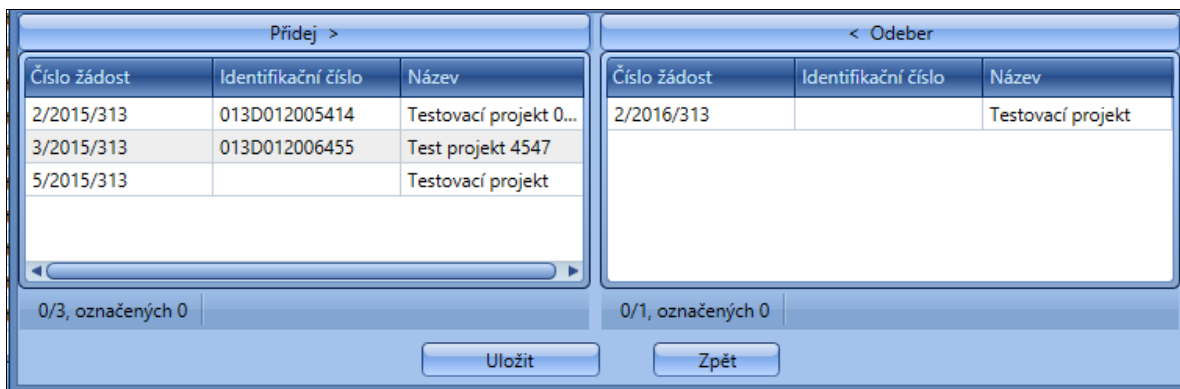 Přidej >
Číslo žádost Identifikační číslo Název
2/2015/313 013D012005414 Testovací projekt 0...
3/2015/313 013D012006455 Test projekt 4547
5/2015/313 Testovací projekt
0/3, označených 0
< Odeber
Číslo žádost Identifikační číslo Název
2/2016/313 Testovací projekt
0/1, označených 0
Uložit Zpět